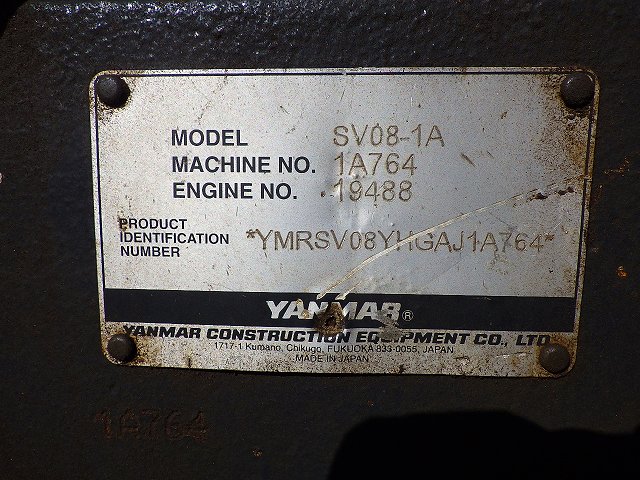 MODEL SV08-1A
MACHINE NO. 1A764
ENGINE NO. 19488
PRODUCT
IDENTIFICATION
NUMBER
*YMRSV08YHGAJ1A764*
YANMAR®
YANMAR CONSTRUCTION EQUIPMENT CO., LTD.
1717-1 Kumano, Chikugo, FUKUOKA 833-0055, JAPAN
MADE IN JAPAN
1A764